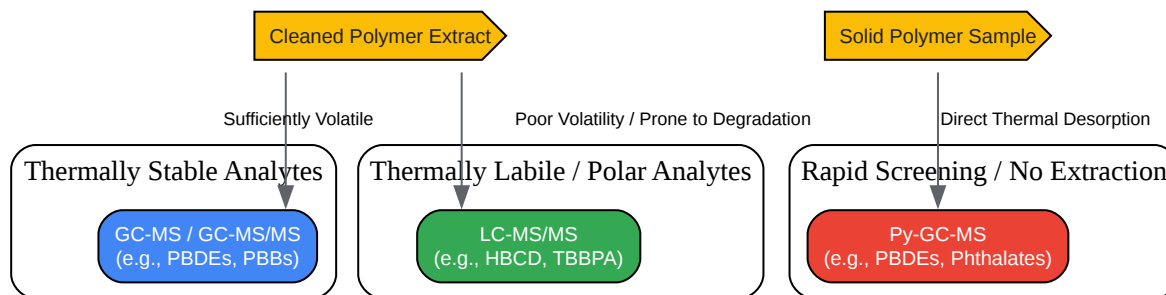 Cleaned Polymer Extract
Solid Polymer Sample
Sufficiently Volatile
Poor Volatility / Prone to Degradation
Direct Thermal Desorption
Thermally Stable Analytes
Thermally Labile / Polar Analytes
Rapid Screening / No Extraction
GC-MS / GC-MS/MS
(e.g., PBDEs, PBBs)
LC-MS/MS
(e.g., HBCD, TBBPA)
Py-GC-MS
(e.g., PBDEs, Phthalates)